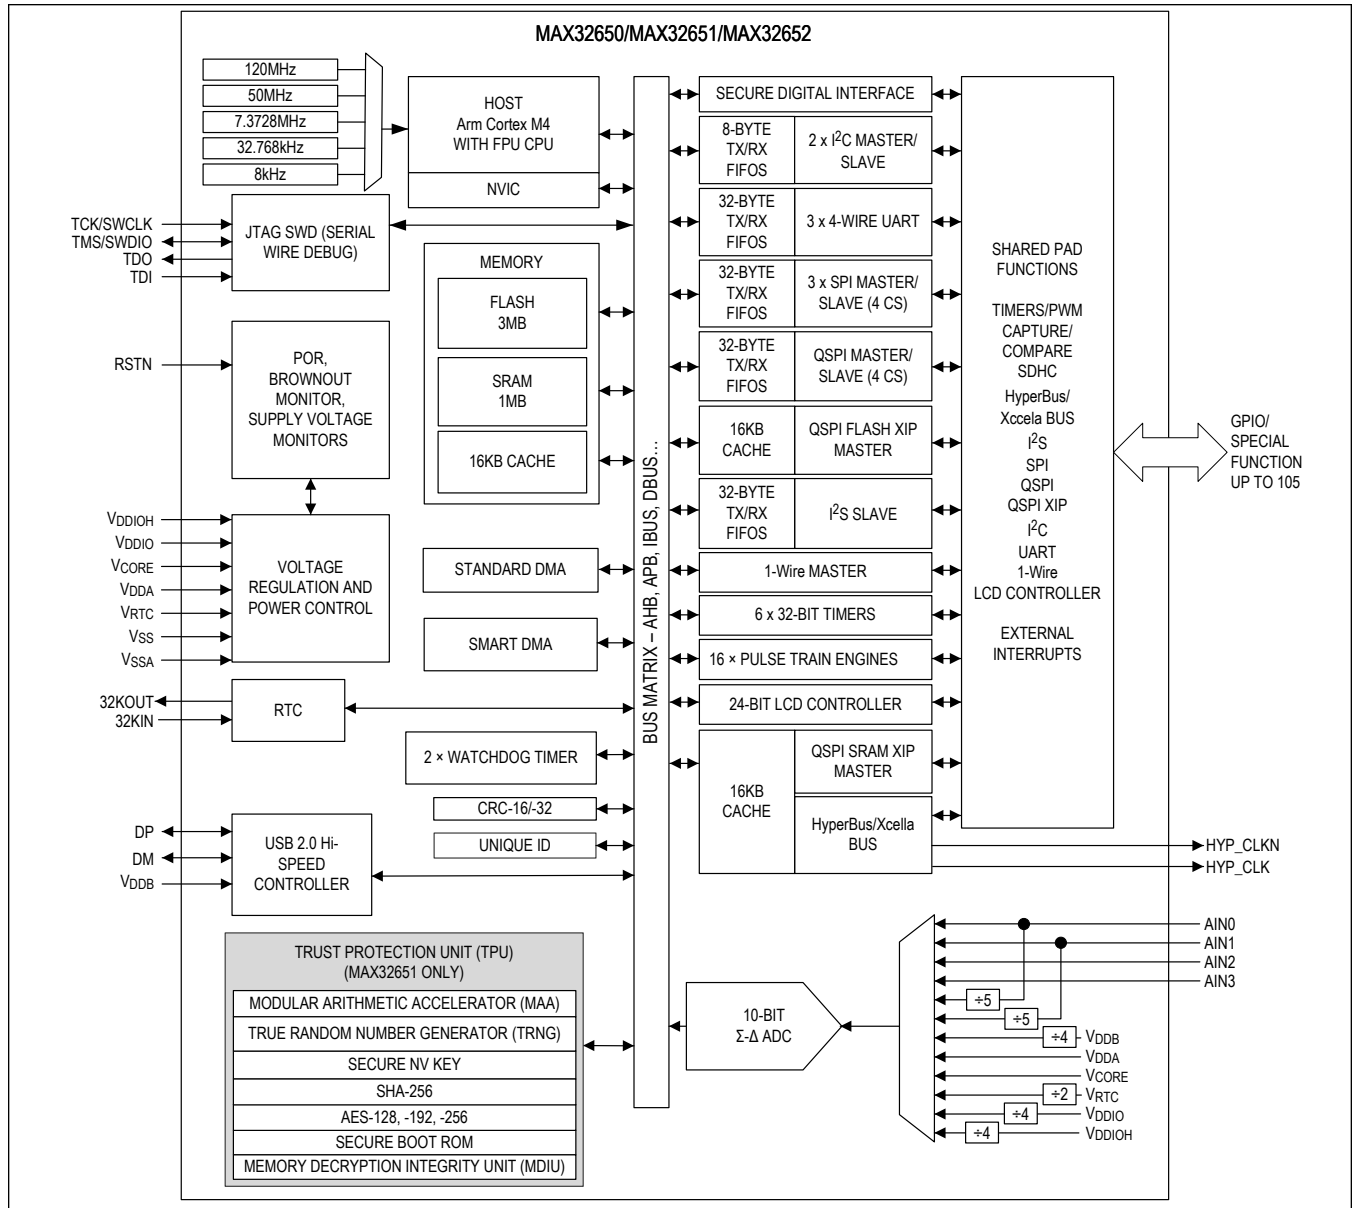 MAX32650/MAX32651/MAX32652
120MHz
50MHz
7.3728MHz
32.768kHz
8kHz
HOST
Arm Cortex M4
WITH FPU CPU
NVIC
TCK/SWCLK
TMS/SWDIO
TDO
TDI
JTAG SWD (SERIAL
WIRE DEBUG)
MEMORY
FLASH
3MB
SRAM
1MB
16KB CACHE
RSTN
POR,
BROWNOUT
MONITOR,
SUPPLY VOLTAGE
MONITORS
VDDIOH
VDDIO
VCORE
VDDA
VRTC
VSS
VSSA
VOLTAGE
REGULATION AND
POWER CONTROL
STANDARD DMA
SMART DMA
32KOUT
32KIN
RTC
2 × WATCHDOG TIMER
CRC-16/-32
UNIQUE ID
DP
DM
VDDB
USB 2.0 Hi-
SPEED
CONTROLLER
TRUST PROTECTION UNIT (TPU)
(MAX32651 ONLY)
MODULAR ARITHMETIC ACCELERATOR (MAA)
TRUE RANDOM NUMBER GENERATOR (TRNG)
SECURE NV KEY
SHA-256
AES-128, -192, -256
SECURE BOOT ROM
MEMORY DECRYPTION INTEGRITY UNIT (MDIU)
BUS MATRIX – AHB, APB, IBUS, DBUS…
SECURE DIGITAL INTERFACE
8-BYTE
TX/RX
FIFOS
2 x I2C MASTER/
SLAVE
32-BYTE
TX/RX
FIFOS
3 x 4-WIRE UART
32-BYTE
TX/RX
FIFOS
3 x SPI MASTER/
SLAVE (4 CS)
32-BYTE
TX/RX
FIFOS
QSPI MASTER/
SLAVE (4 CS)
16KB
CACHE
QSPI FLASH XIP
MASTER
32-BYTE
TX/RX
FIFOS
I2S SLAVE
1-Wire MASTER
6 x 32-BIT TIMERS
16 × PULSE TRAIN ENGINES
24-BIT LCD CONTROLLER
16KB
CACHE
QSPI SRAM XIP
MASTER
HyperBus/Xcella
BUS
SHARED PAD
FUNCTIONS
TIMERS/PWM
CAPTURE/
COMPARE
SDHC
HyperBus/
Xccela BUS
I2S
SPI
QSPI
QSPI XIP
I2C
UART
1-Wire
LCD CONTROLLER
EXTERNAL
INTERRUPTS
GPIO/
SPECIAL
FUNCTION
UP TO 105
HYP_CLKN
HYP_CLK
10-BIT
Σ-Δ ADC
AIN0
AIN1
AIN2
AIN3
÷5
÷5
÷4 VDDB
VDDA
VCORE
÷2 VRTC
÷4 VDDIO
÷4 VDDIOH